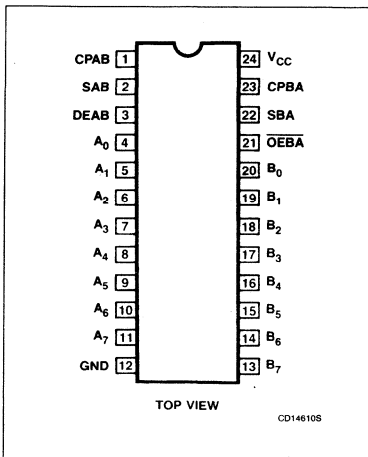 CPAB 1 24 VCC
SAB 2 23 CPBA
DEAB 3 22 SBA
A0 4 21 O̅E̅B̅A̅
A1 5 20 B0
A2 6 19 B1
A3 7 18 B2
A4 8 17 B3
A5 9 16 B4
A6 10 15 B5
A7 11 14 B6
GND 12 13 B7
TOP VIEW
CD14610S